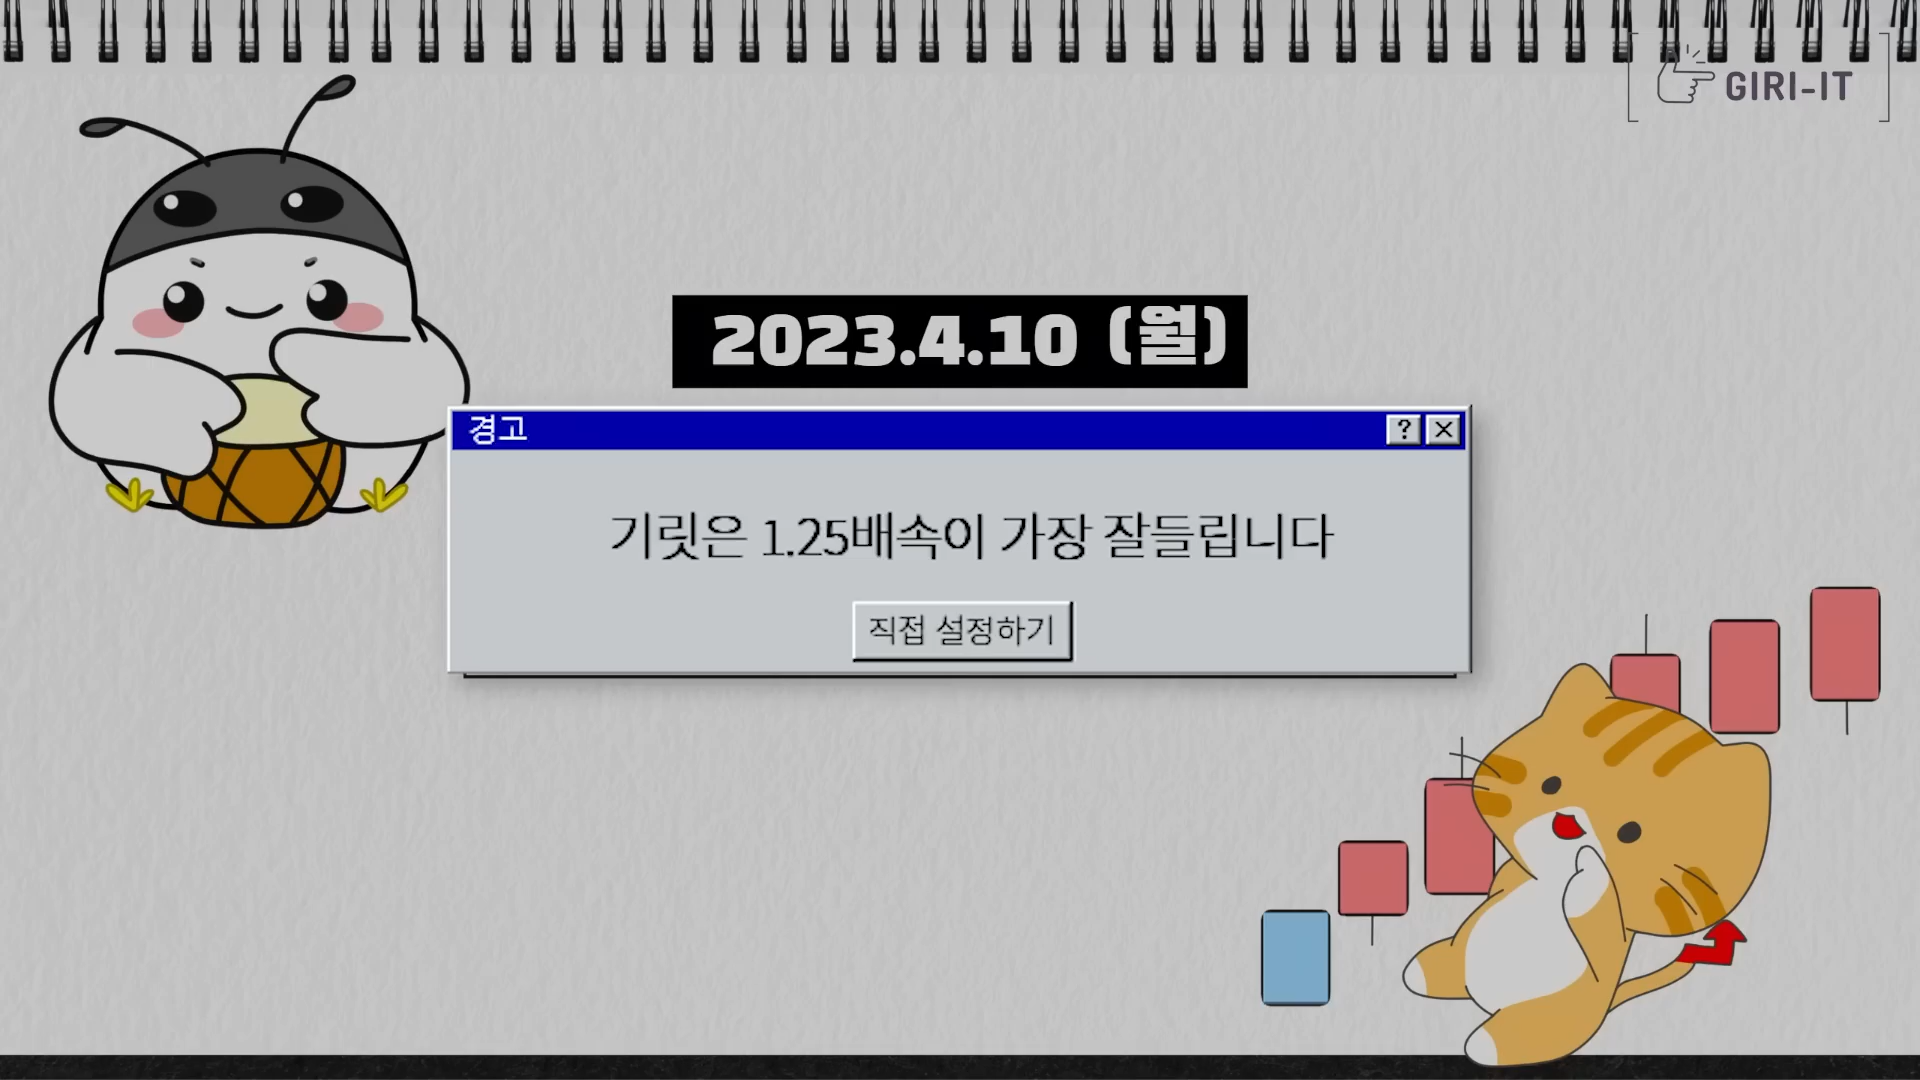 GIRI-IT
2023.4.10 (월)
경고
?
기릿은 1.25배속이 가장 잘들립니다
직접 설정하기